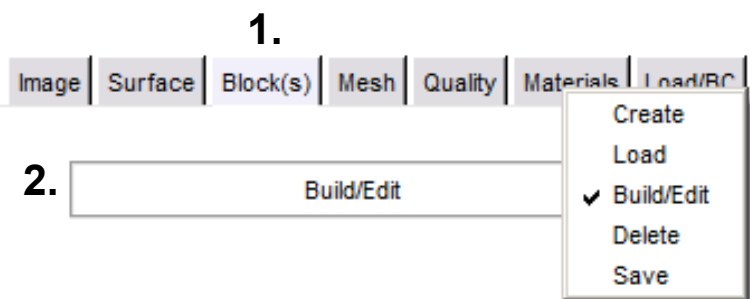 1.
Image Surface Block(s) Mesh Quality Materials Load/BC
Create
Load
2. Build/Edit ✔ Build/Edit
Delete
Save